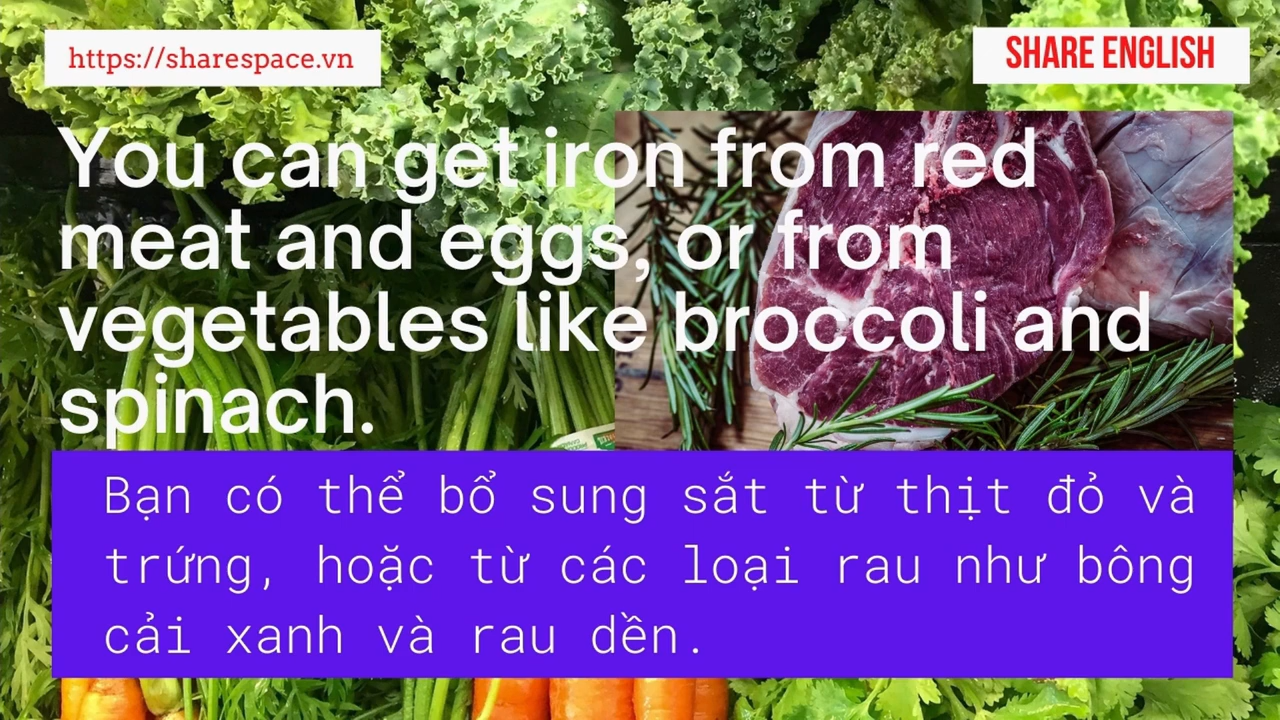 https://sharespace.vn
SHARE ENGLISH
You can get iron from red
meat and eggs, or from
vegetables like broccoli and
spinach.
Bạn có thể bổ sung sắt từ thịt đỏ và
trứng, hoặc từ các loại rau như bông
cải xanh và rau dền.